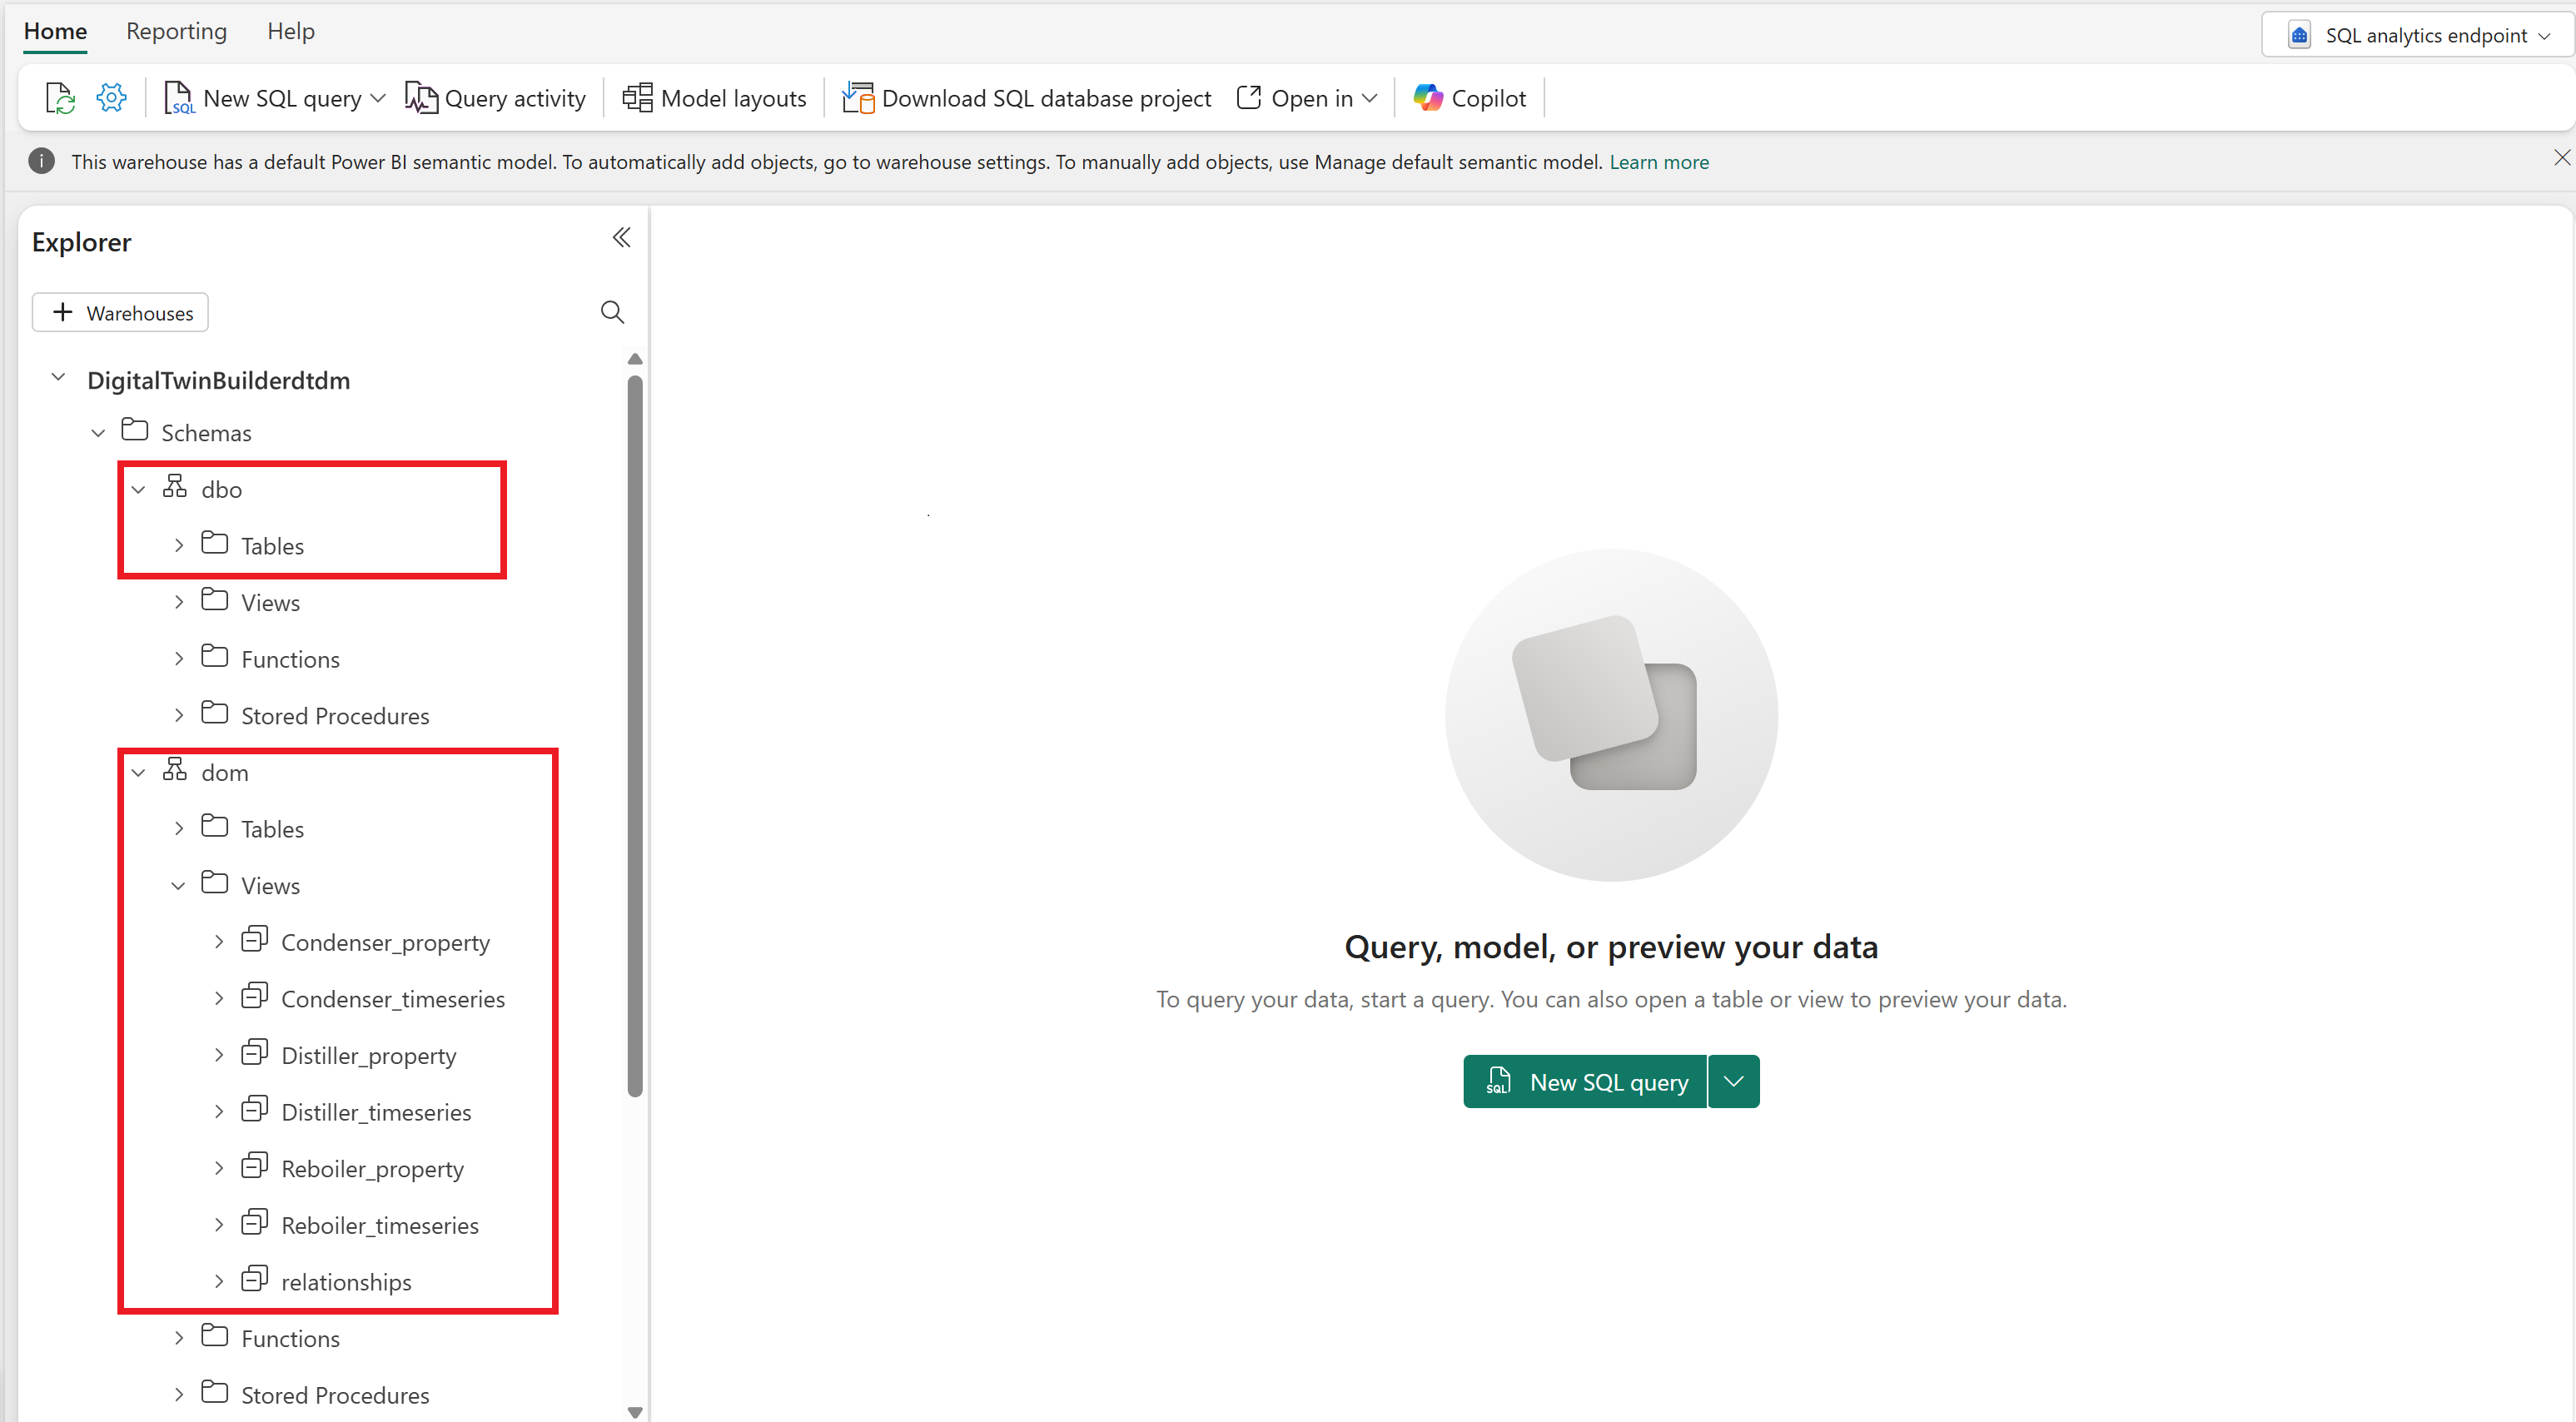 Home Reporting Help SQL analytics endpoint
SQL New SQL query Query activity Model layouts Download SQL database project Open in Copilot
This warehouse has a default Power BI semantic model. To automatically add objects, go to warehouse settings. To manually add objects, use Manage default semantic model. Learn more
Explorer
Warehouses
DigitalTwinBuilderdtdm
Schemas
dbo
Tables
Views
Functions
Stored Procedures
dom
Tables
Views
Condenser_property
Condenser_timeseries
Distiller_property
Distiller_timeseries
Reboiler_property
Reboiler_timeseries
relationships
Functions
Stored Procedures
Query, model, or preview your data
To query your data, start a query. You can also open a table or view to preview your data.
SQL New SQL query